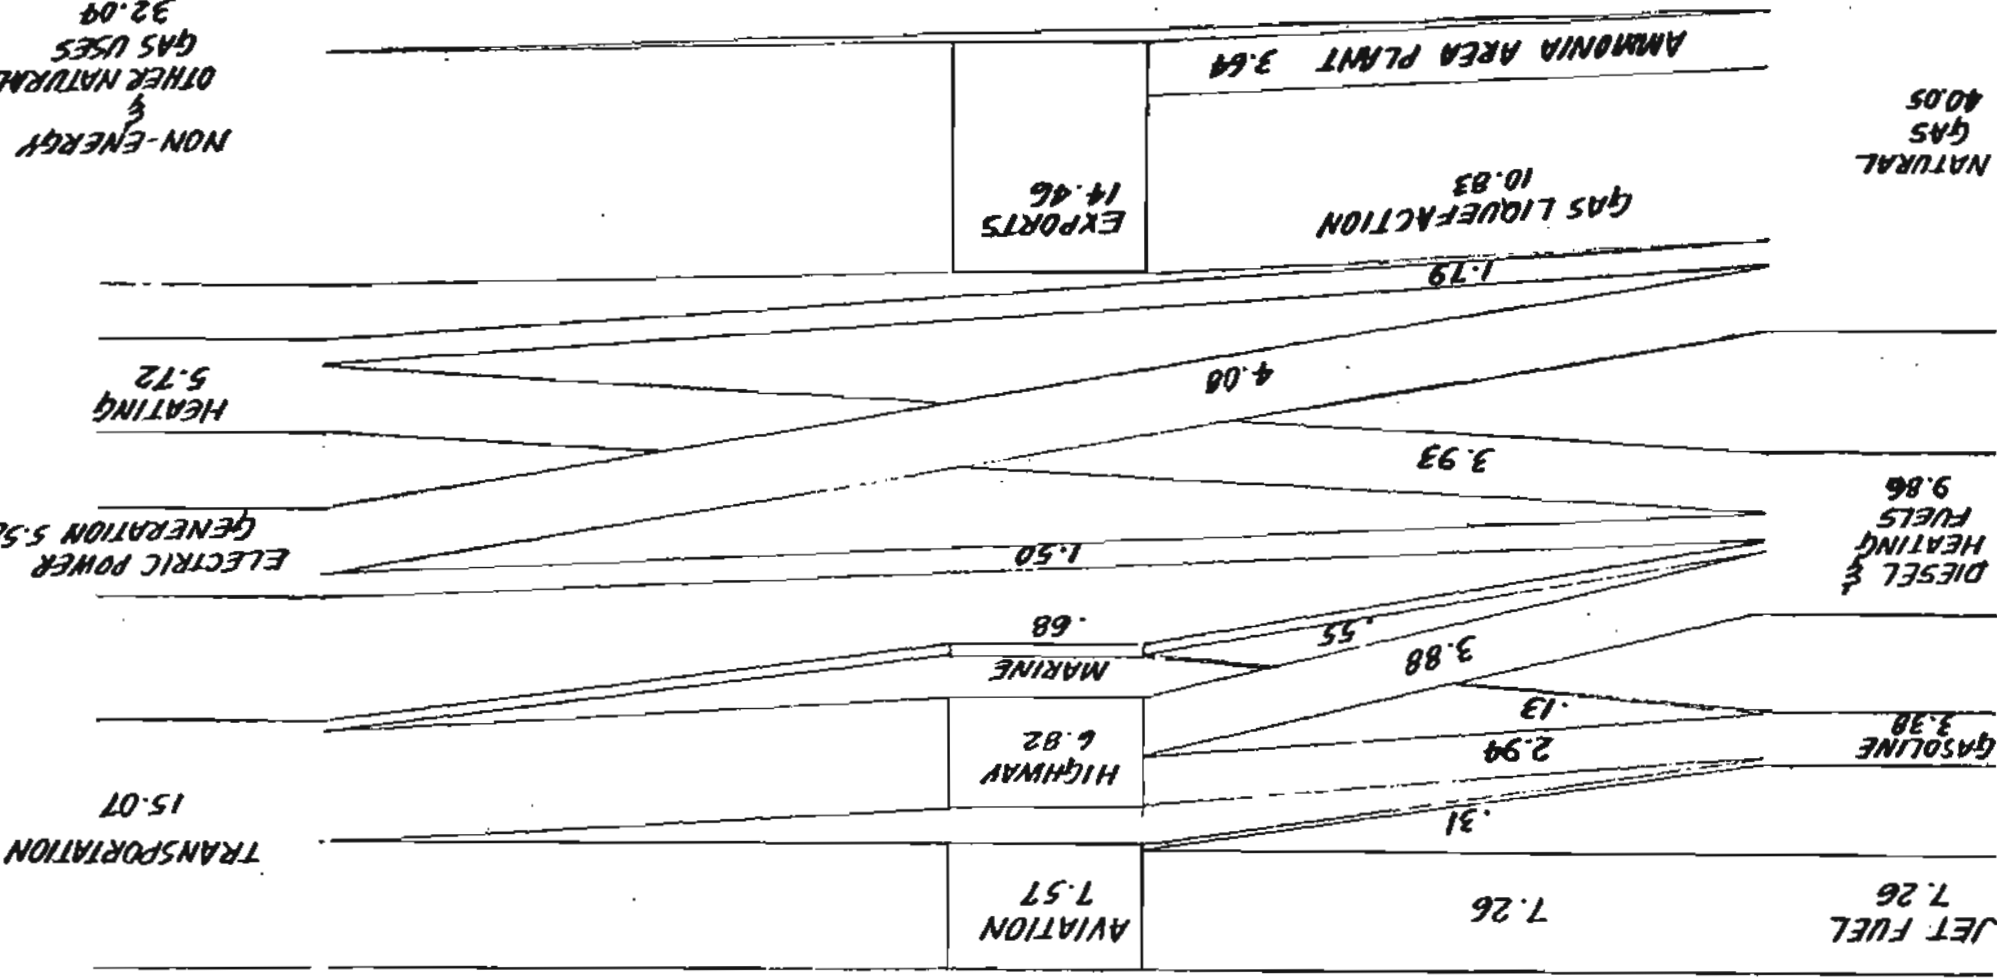 JET FUEL
7.26
GASOLINE
3.38
DIESEL &
HEATING
FUELS
9.86
NATURAL
GAS
40.05
7.26
.31
2.94
.13
3.88
.55
1.50
3.93
4.08
1.79
GAS LIQUEFACTION
10.83
AMMONIA AREA PLANT 3.64
AVIATION
7.57
HIGHWAY
6.82
MARINE
.68
EXPORTS
14.46
TRANSPORTATION
15.07
ELECTRIC POWER
GENERATION
HEATING
5.72
NON-ENERGY
&
OTHER NATURAL
GAS USES
32.09